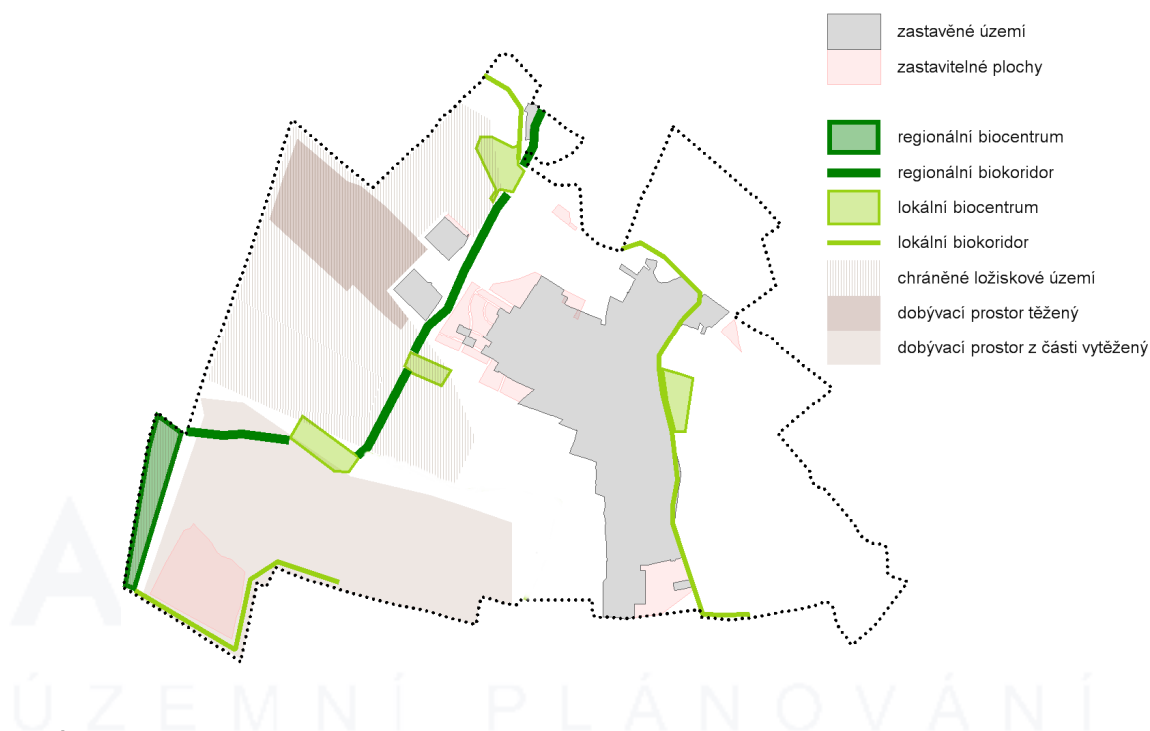 zastavěné území
zastavitelné plochy
regionální biocentrum
regionální biokoridor
lokální biocentrum
lokální biokoridor
chráněné ložiskové území
dobývací prostor těžený
dobývací prostor z části vytěžený
A
ÚZEMNÍ PLÁNOVÁNÍ